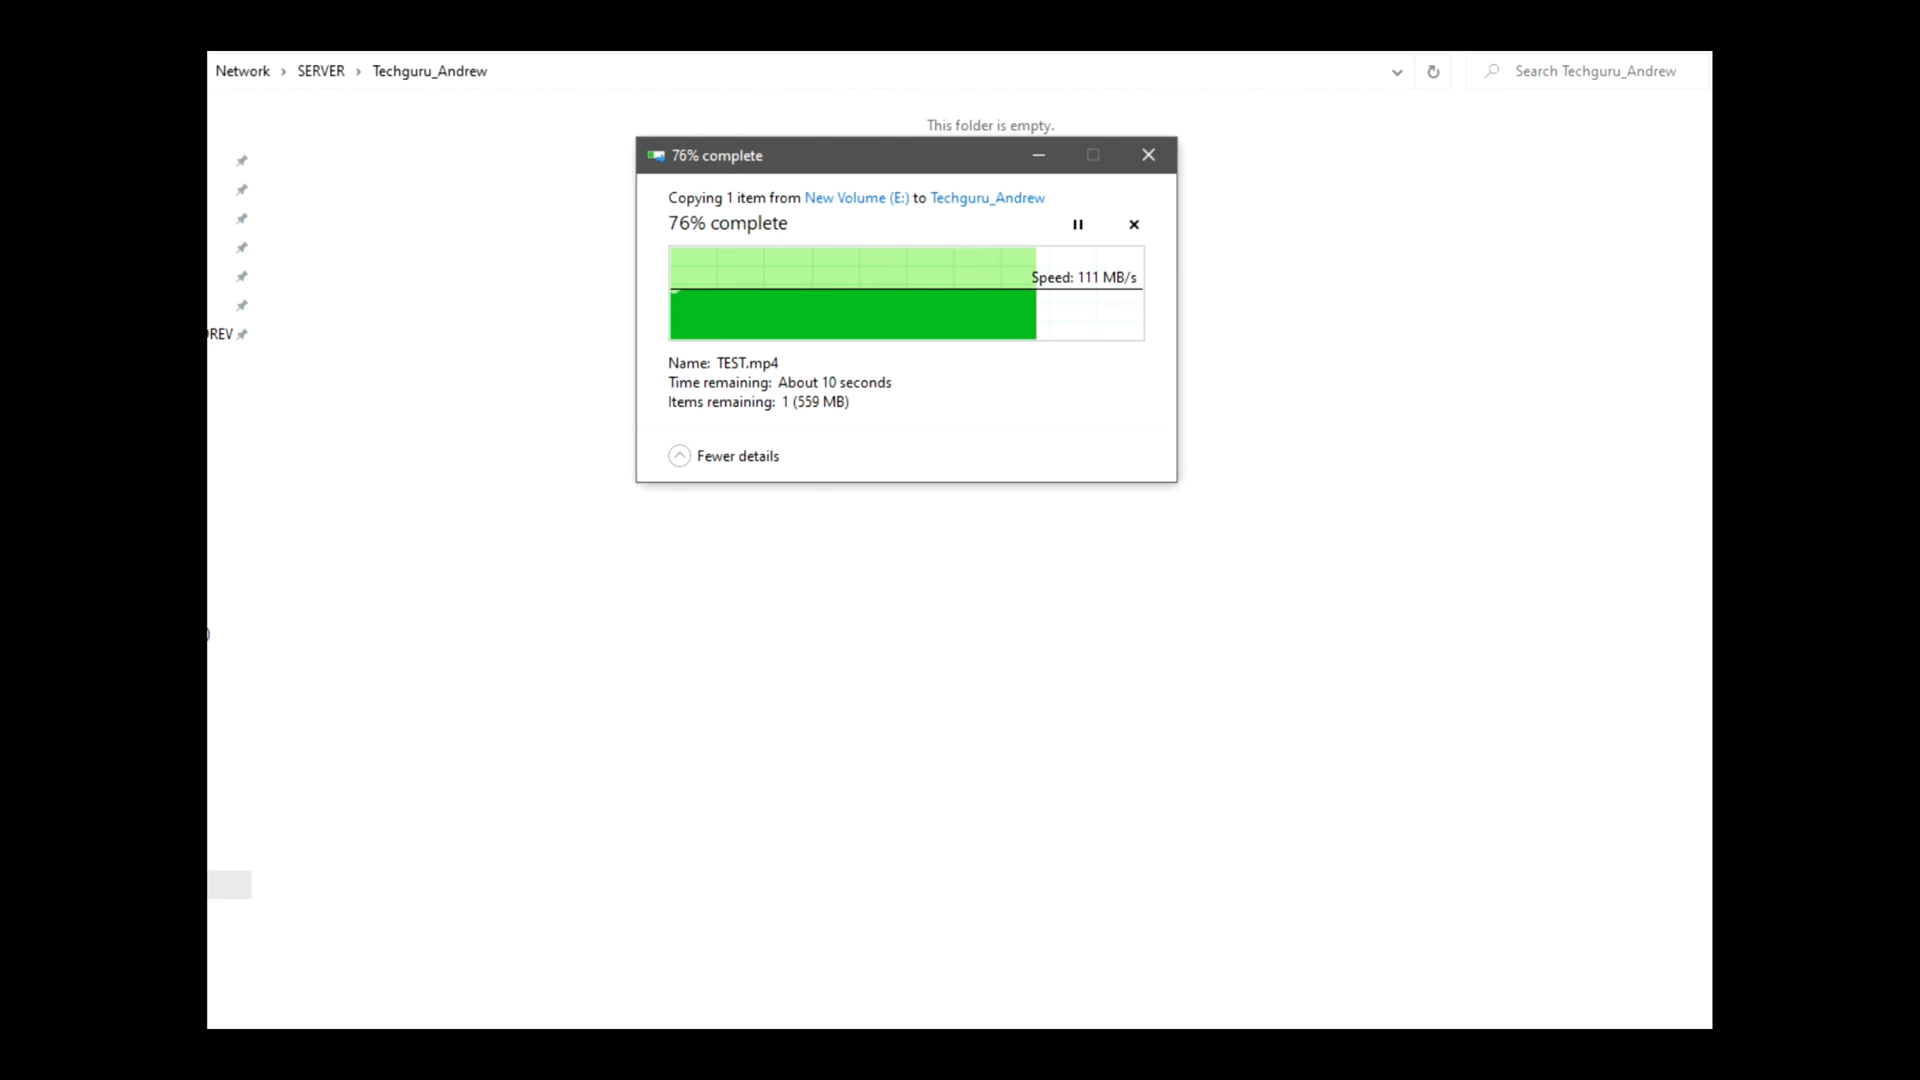 Network > SERVER > Techguru_Andrew
Search Techguru_Andrew
This folder is empty.
76% complete
Copying 1 item from New Volume (E:) to Techguru_Andrew
76% complete
Speed: 111 MB/s
REV
Name: TEST.mp4
Time remaining: About 10 seconds
Items remaining: 1 (559 MB)
Fewer details
)